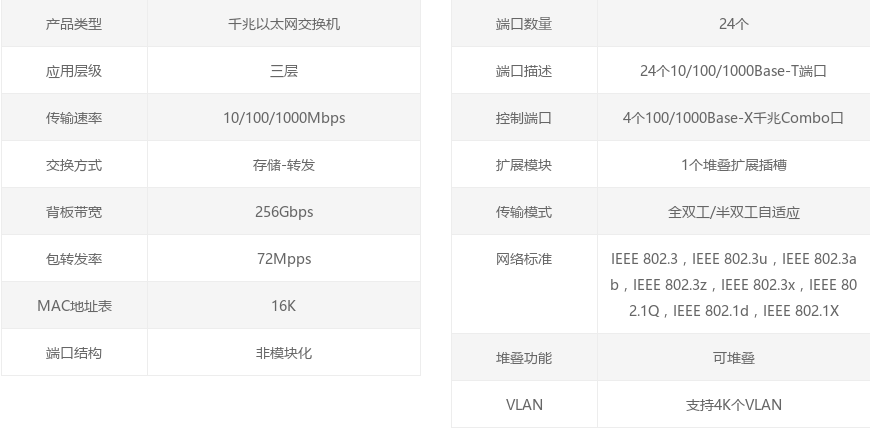 产品类型 千兆以太网交换机
应用层级 三层
传输速率 10/100/1000Mbps
交换方式 存储-转发
背板带宽 256Gbps
包转发率 72Mpps
MAC地址表 16K
端口结构 非模块化
端口数量 24个
端口描述 24个10/100/1000Base-T端口
控制端口 4个100/1000Base-X千兆Combo口
扩展模块 1个堆叠扩展插槽
传输模式 全双工/半双工自适应
网络标准 IEEE 802.3，IEEE 802.3u，IEEE 802.3a
b，IEEE 802.3z，IEEE 802.3x，IEEE 80
2.1Q，IEEE 802.1d，IEEE 802.1X
堆叠功能 可堆叠
VLAN 支持4K个VLAN